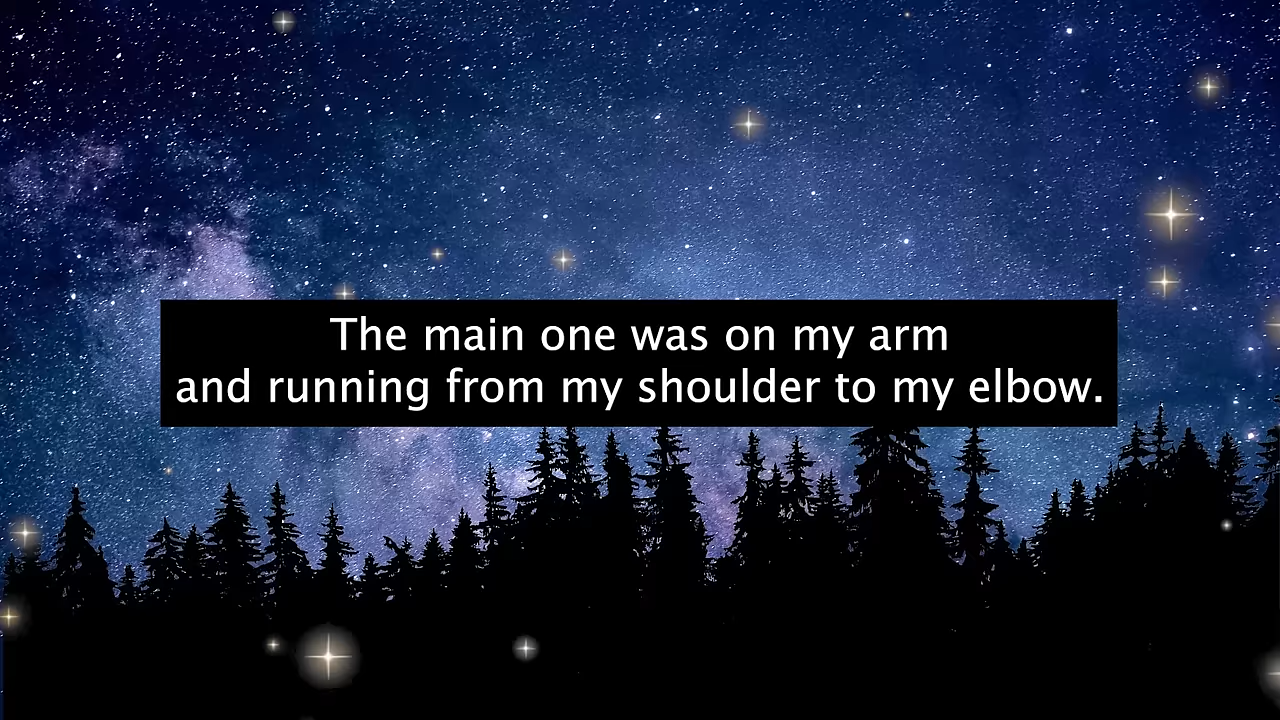 The main one was on my arm
and running from my shoulder to my elbow.